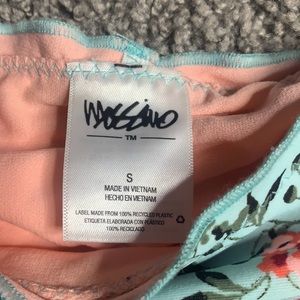 Mossimo
TM
S
MADE IN VIETNAM
HECHO EN VIETNAM
LABEL MADE FROM 100% RECYCLED PLASTIC
ETIQUETA ELABORADA CON PLASTICO
100% RECICLADO